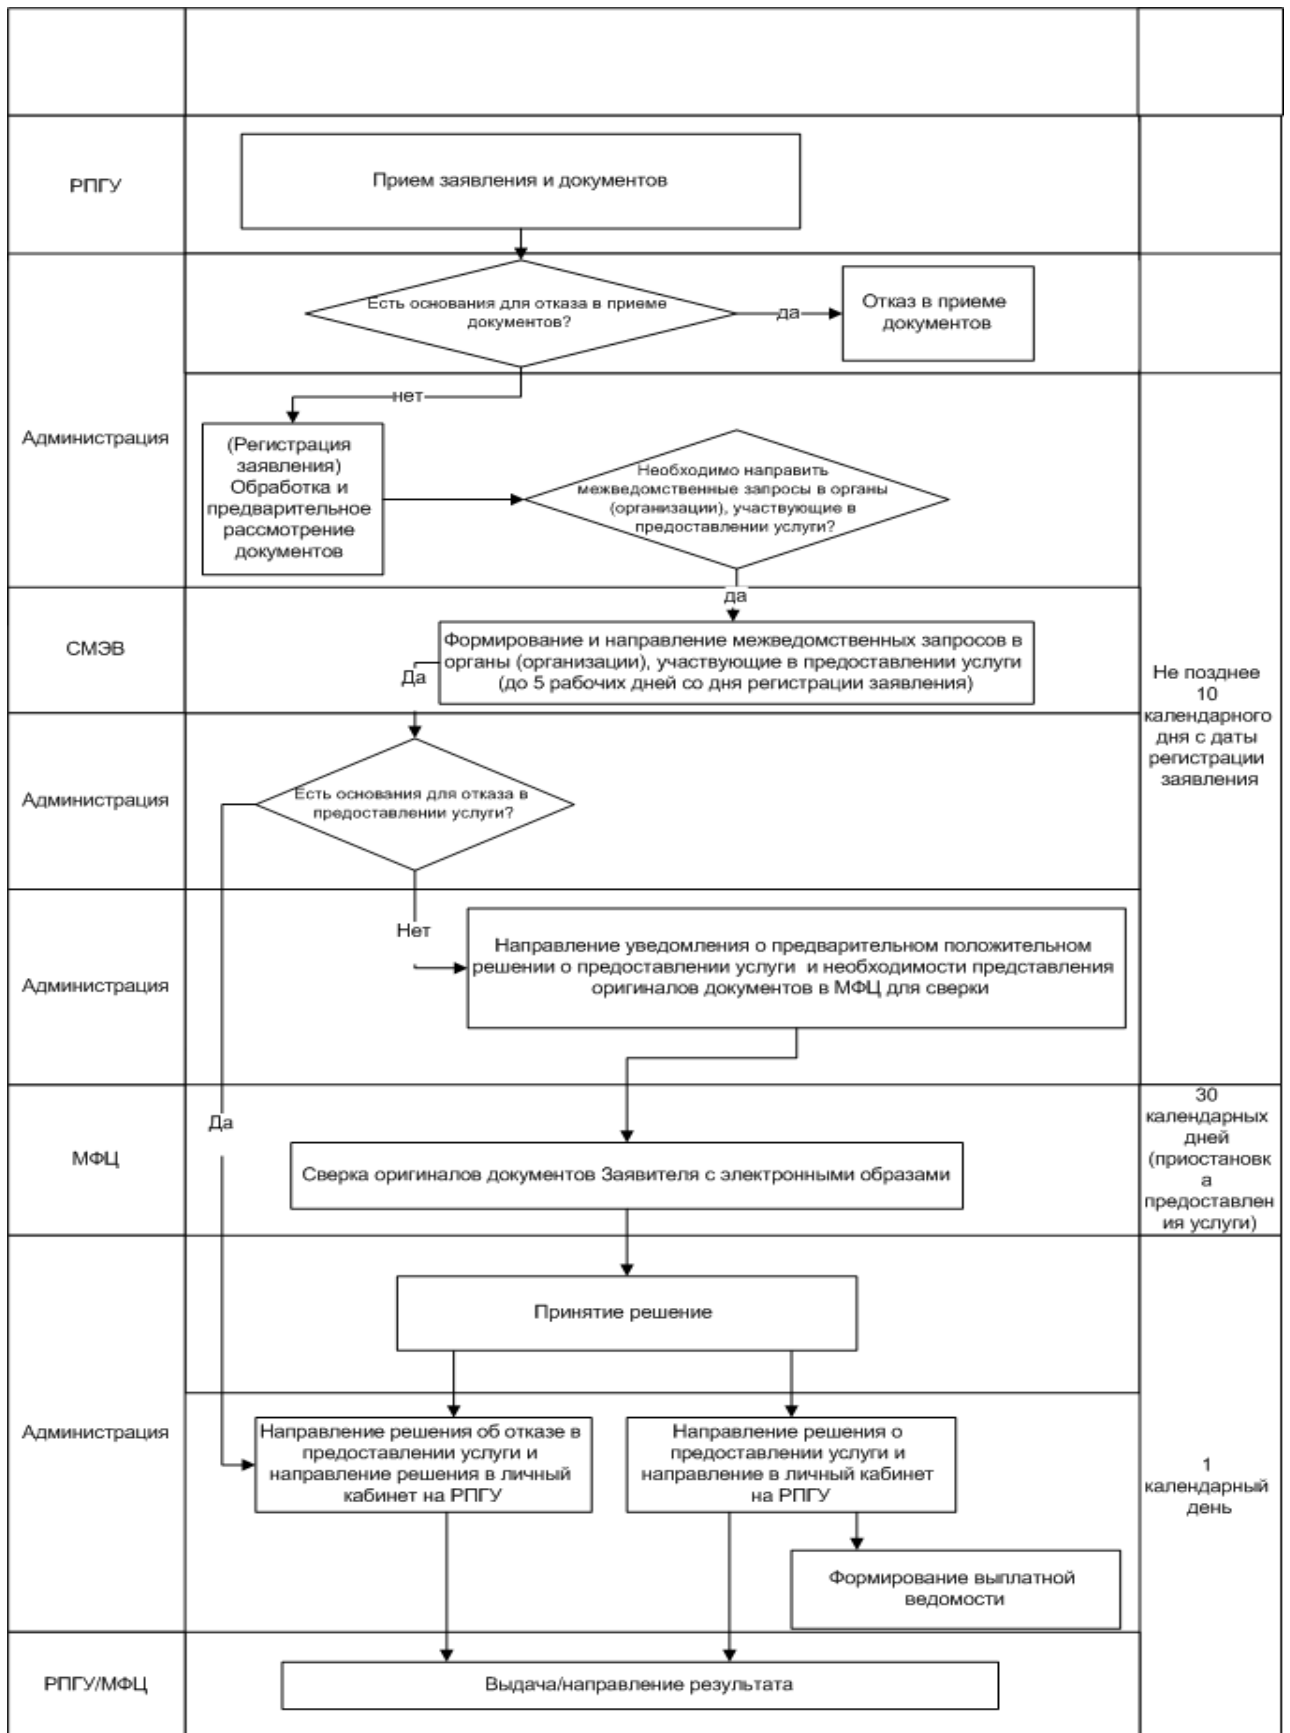 РПГУ
Прием заявления и документов
Есть основания для отказа в приеме
документов?
да
Отказ в приеме
документов
Администрация
нет
(Регистрация
заявления)
Обработка и
предварительное
рассмотрение
документов
Необходимо направить
межведомственные запросы в органы
(организации), участвующие в
предоставлении услуги?
да
СМЭВ
Формирование и направление межведомственных запросов в
органы (организации), участвующие в предоставлении услуги
(до 5 рабочих дней со дня регистрации заявления)
Да
Не позднее
10
календарного
дня с даты
регистрации
заявления
Администрация
Есть основания для отказа в
предоставлении услуги?
Нет
Администрация
Направление уведомления о предварительном положительном
решении о предоставлении услуги и необходимости представления
оригиналов документов в МФЦ для сверки
Да
МФЦ
Сверка оригиналов документов Заявителя с электронными образами
30
календарных
дней
(приостановк
а
предоставлен
ия услуги)
Принятие решение
Администрация
Направление решения об отказе в
предоставлении услуги и
направление решения в личный
кабинет на РПГУ
Направление решения о
предоставлении услуги и
направление в личный кабинет
на РПГУ
1
календарный
день
Формирование выплатной
ведомости
РПГУ/МФЦ
Выдача/направление результата